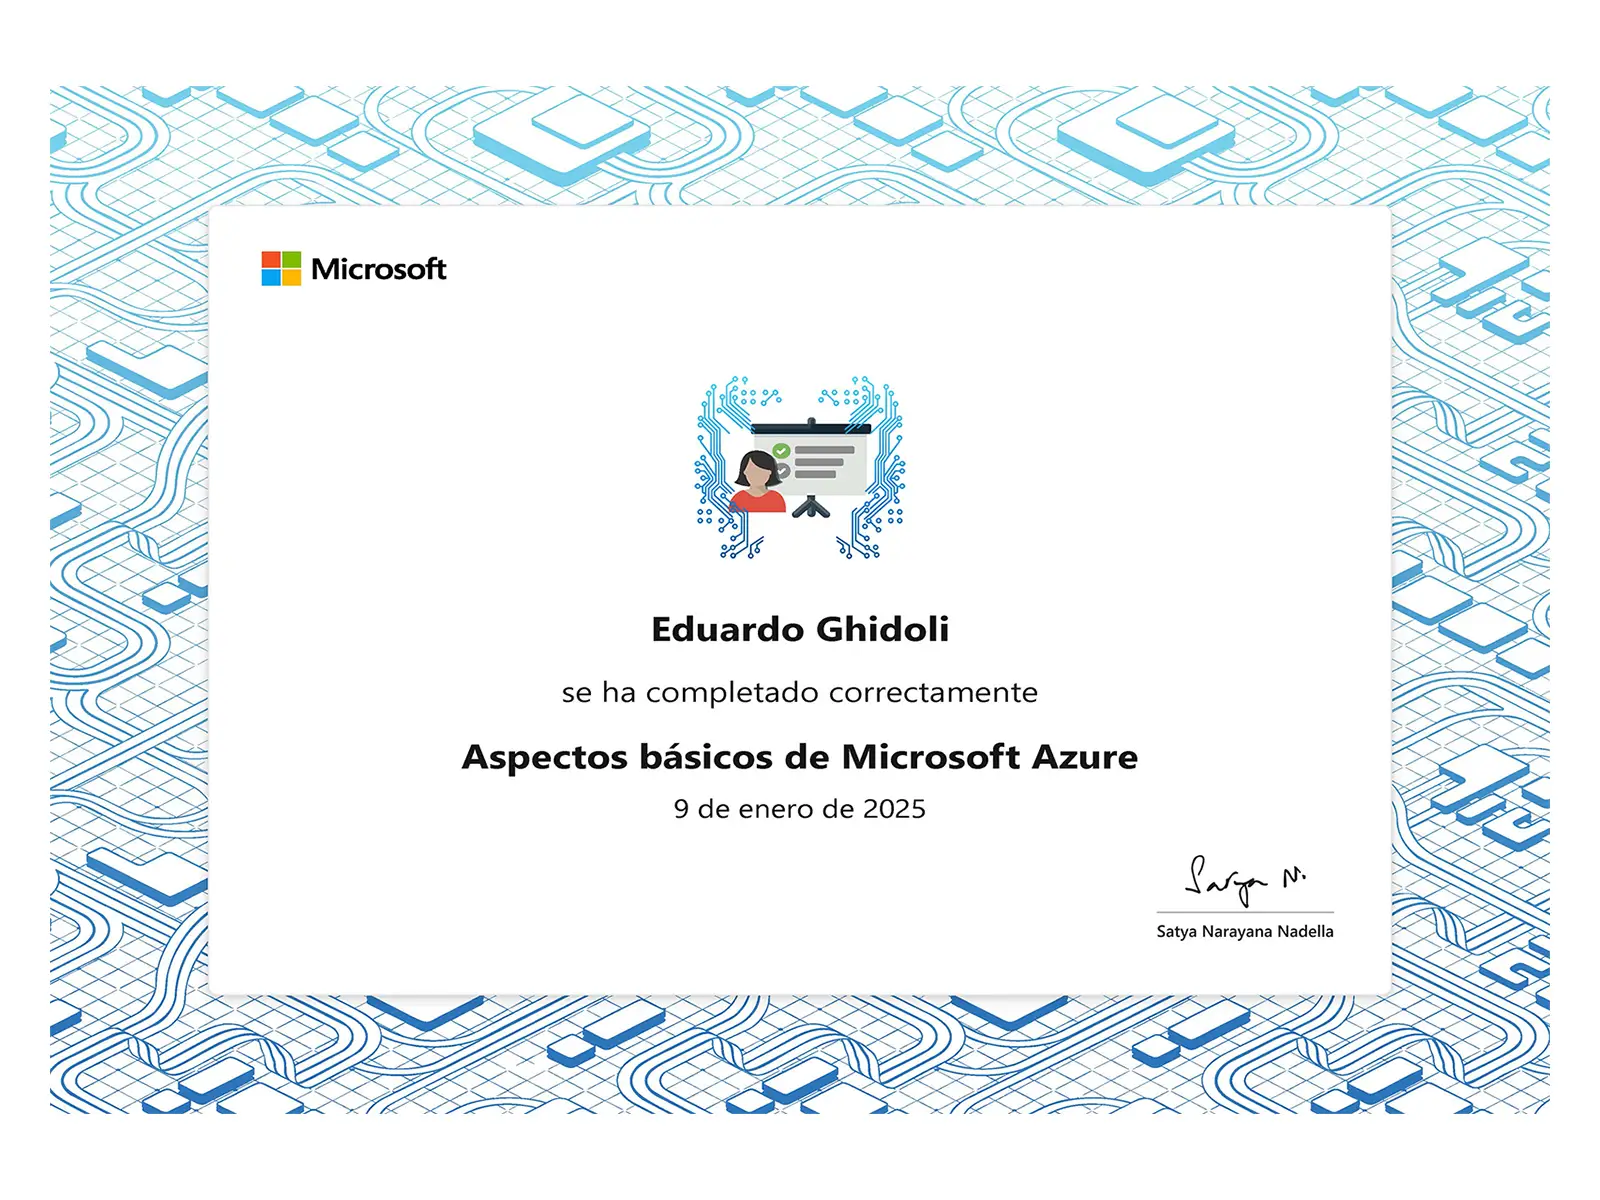 Microsoft
Eduardo Ghidoli
se ha completado correctamente
Aspectos básicos de Microsoft Azure
9 de enero de 2025
Satya N.
Satya Narayana Nadella